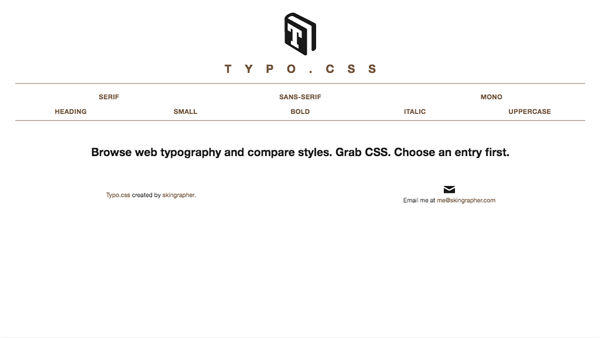 T
TYPO.CSS
SERIF SANS-SERIF MONO
HEADING SMALL BOLD ITALIC UPPERCASE
Browse web typography and compare styles. Grab CSS. Choose an entry first.
Typo.css created by skingrapher.
Email me at me@skingrapher.com